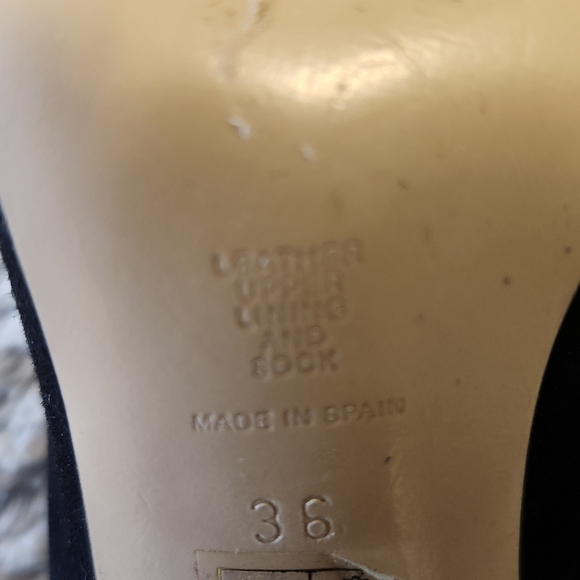 LEATHER
UPPER
LINING
AND
SOCK
MADE IN SPAIN
36